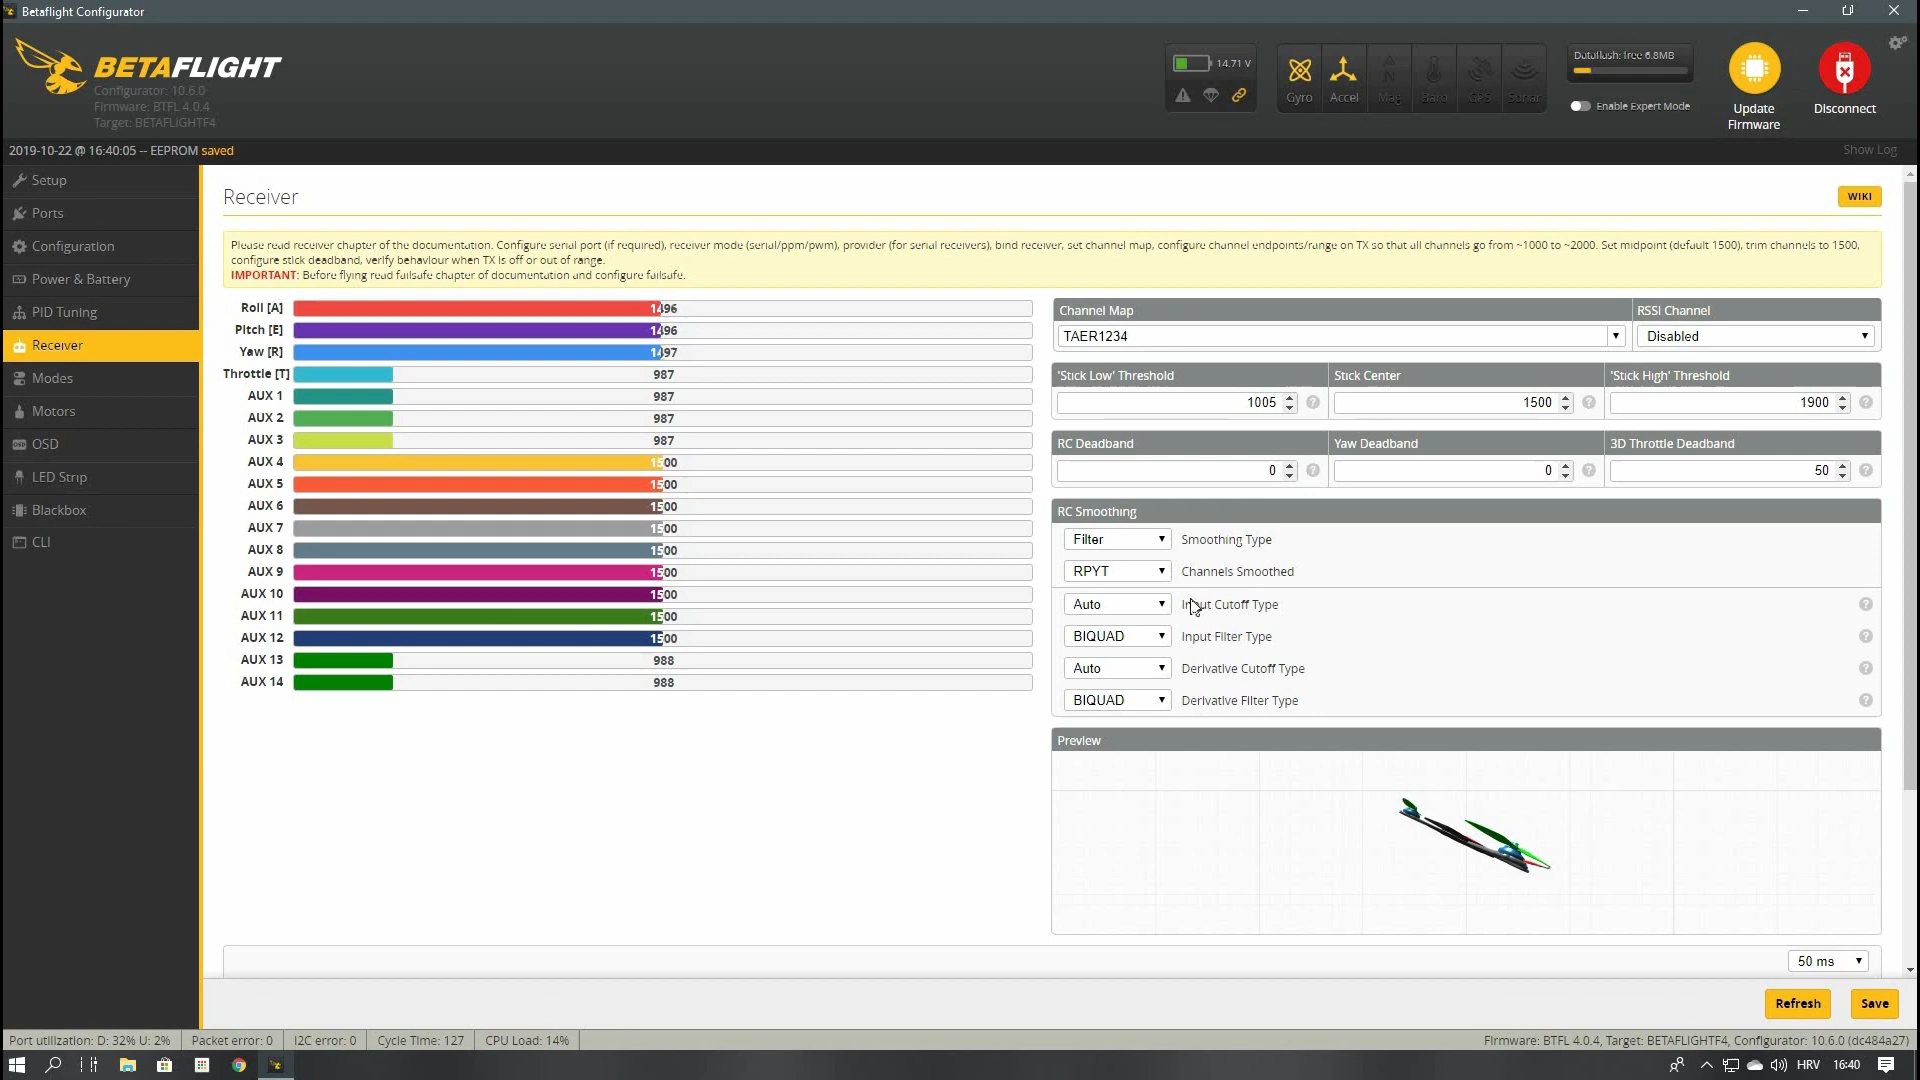 Betaflight Configurator
BETAFLIGHT
Configurator: 10.6.0
Firmware: BTFL 4.0.4
Target: BETAFLIGHTF4
14.71 V
Gyro
Accel
Mag
Baro
GPS
Sonar
Dataflash: free 6.8MB
Enable Expert Mode
Update
Firmware
Disconnect
2019-10-22 @ 16:40:05 -- EEPROM saved
Show Log
Setup
Ports
Configuration
Power & Battery
PID Tuning
Receiver
Modes
Motors
OSD
LED Strip
Blackbox
CLI
Receiver
WIKI
Please read receiver chapter of the documentation. Configure serial port (if required), receiver mode (serial/ppm/pwm), provider (for serial receivers), bind receiver, set channel map, configure channel endpoints/range on TX so that all channels go from ~1000 to ~2000. Set midpoint (default 1500), trim channels to 1500,
configure stick deadband, verify behaviour when TX is off or out of range.
IMPORTANT: Before flying read failsafe chapter of documentation and configure failsafe.
Roll [A] 1496
Pitch [E] 1496
Yaw [R] 1497
Throttle [T] 987
AUX 1 987
AUX 2 987
AUX 3 987
AUX 4 1500
AUX 5 1500
AUX 6 1500
AUX 7 1500
AUX 8 1500
AUX 9 1500
AUX 10 1500
AUX 11 1500
AUX 12 1500
AUX 13 988
AUX 14 988
Channel Map RSSI Channel
TAER1234 Disabled
'Stick Low' Threshold Stick Center 'Stick High' Threshold
1005 1500 1900
RC Deadband Yaw Deadband 3D Throttle Deadband
0 0 50
RC Smoothing
Filter Smoothing Type
RPYT Channels Smoothed
Auto Input Cutoff Type
BIQUAD Input Filter Type
Auto Derivative Cutoff Type
BIQUAD Derivative Filter Type
Preview
50 ms
Refresh
Save
Port utilization: D: 32% U: 2% Packet error: 0 I2C error: 0 Cycle Time: 127 CPU Load: 14% Firmware: BTFL 4.0.4, Target: BETAFLIGHTF4, Configurator: 10.6.0 (dc484a27)
HRV 16:40